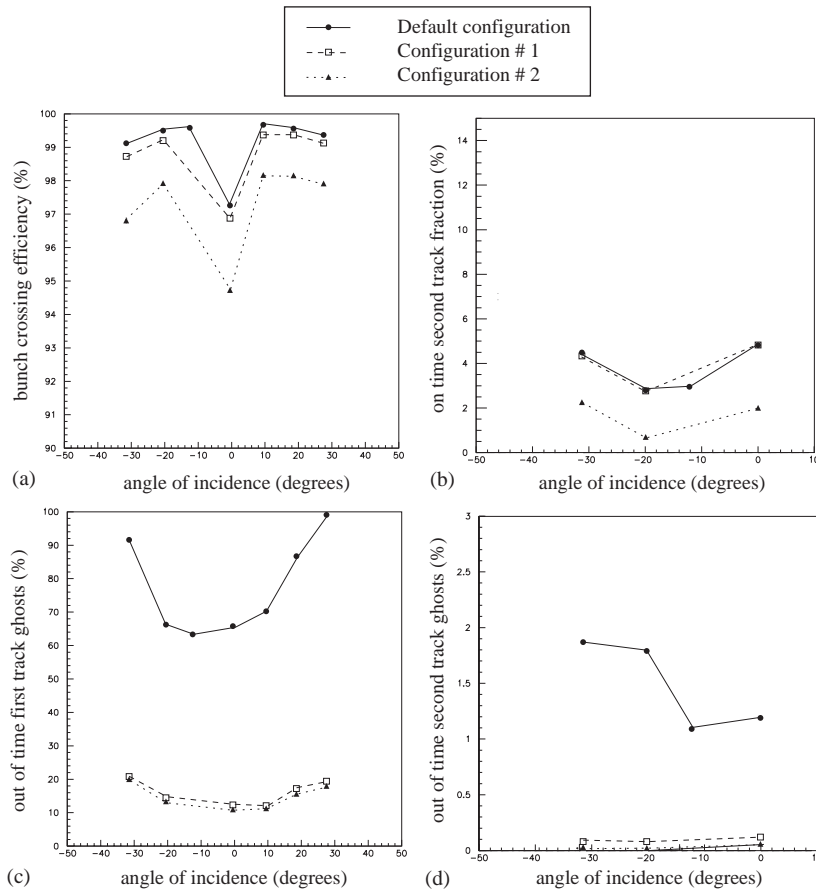 Default configuration
Configuration # 1
Configuration # 2
bunch crossing efficiency (%)
100
99
98
97
96
95
94
93
92
91
90
−50 −40 −30 −20 −10 0 10 20 30 40 50
(a)
angle of incidence (degrees)
on time second track fraction (%)
14
12
10
8
6
4
2
0
−50 −40 −30 −20 −10 0 10
(b)
angle of incidence (degrees)
out of time first track ghosts (%)
100
90
80
70
60
50
40
30
20
10
0
−50 −40 −30 −20 −10 0 10 20 30 40 50
(c)
angle of incidence (degrees)
out of time second track ghosts (%)
3
2.5
2
1.5
1
0.5
0
−50 −40 −30 −20 −10 0 10
(d)
angle of incidence (degrees)